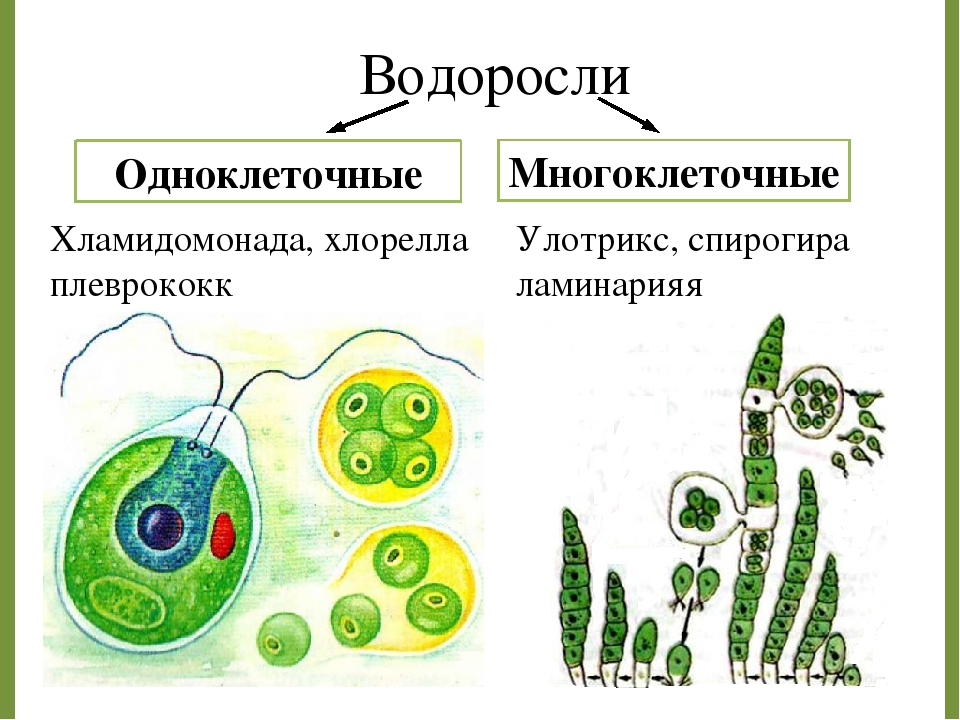 Водоросли
Одноклеточные
Многоклеточные
Хламидомонада, хлорелла
плеврококк
Улотрикс, спирогира
ламинарияя